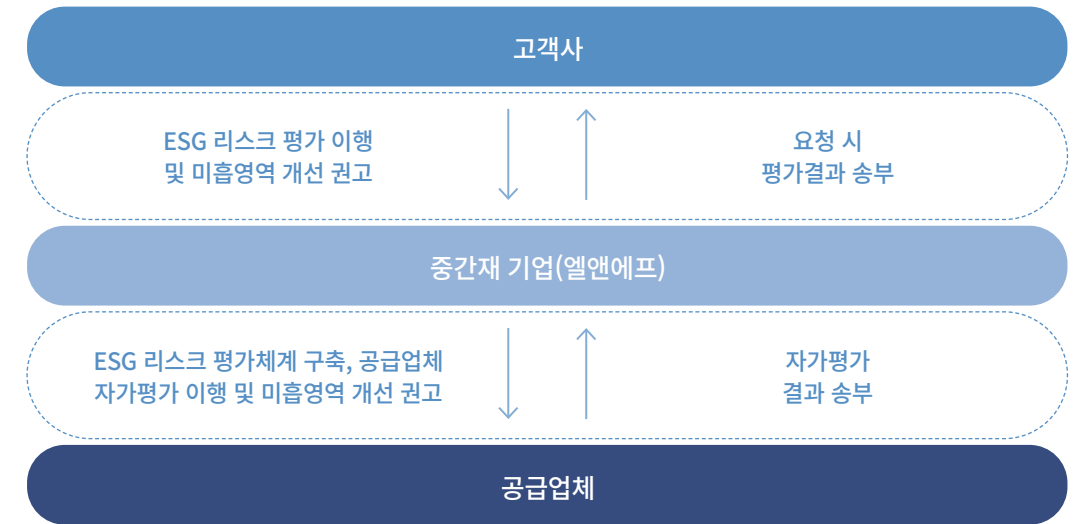 고객사
ESG 리스크 평가 이행
및 미흡영역 개선 권고
요청 시
평가결과 송부
중간재 기업(엘앤에프)
ESG 리스크 평가체계 구축, 공급업체
자가평가 이행 및 미흡영역 개선 권고
자가평가
결과 송부
공급업체